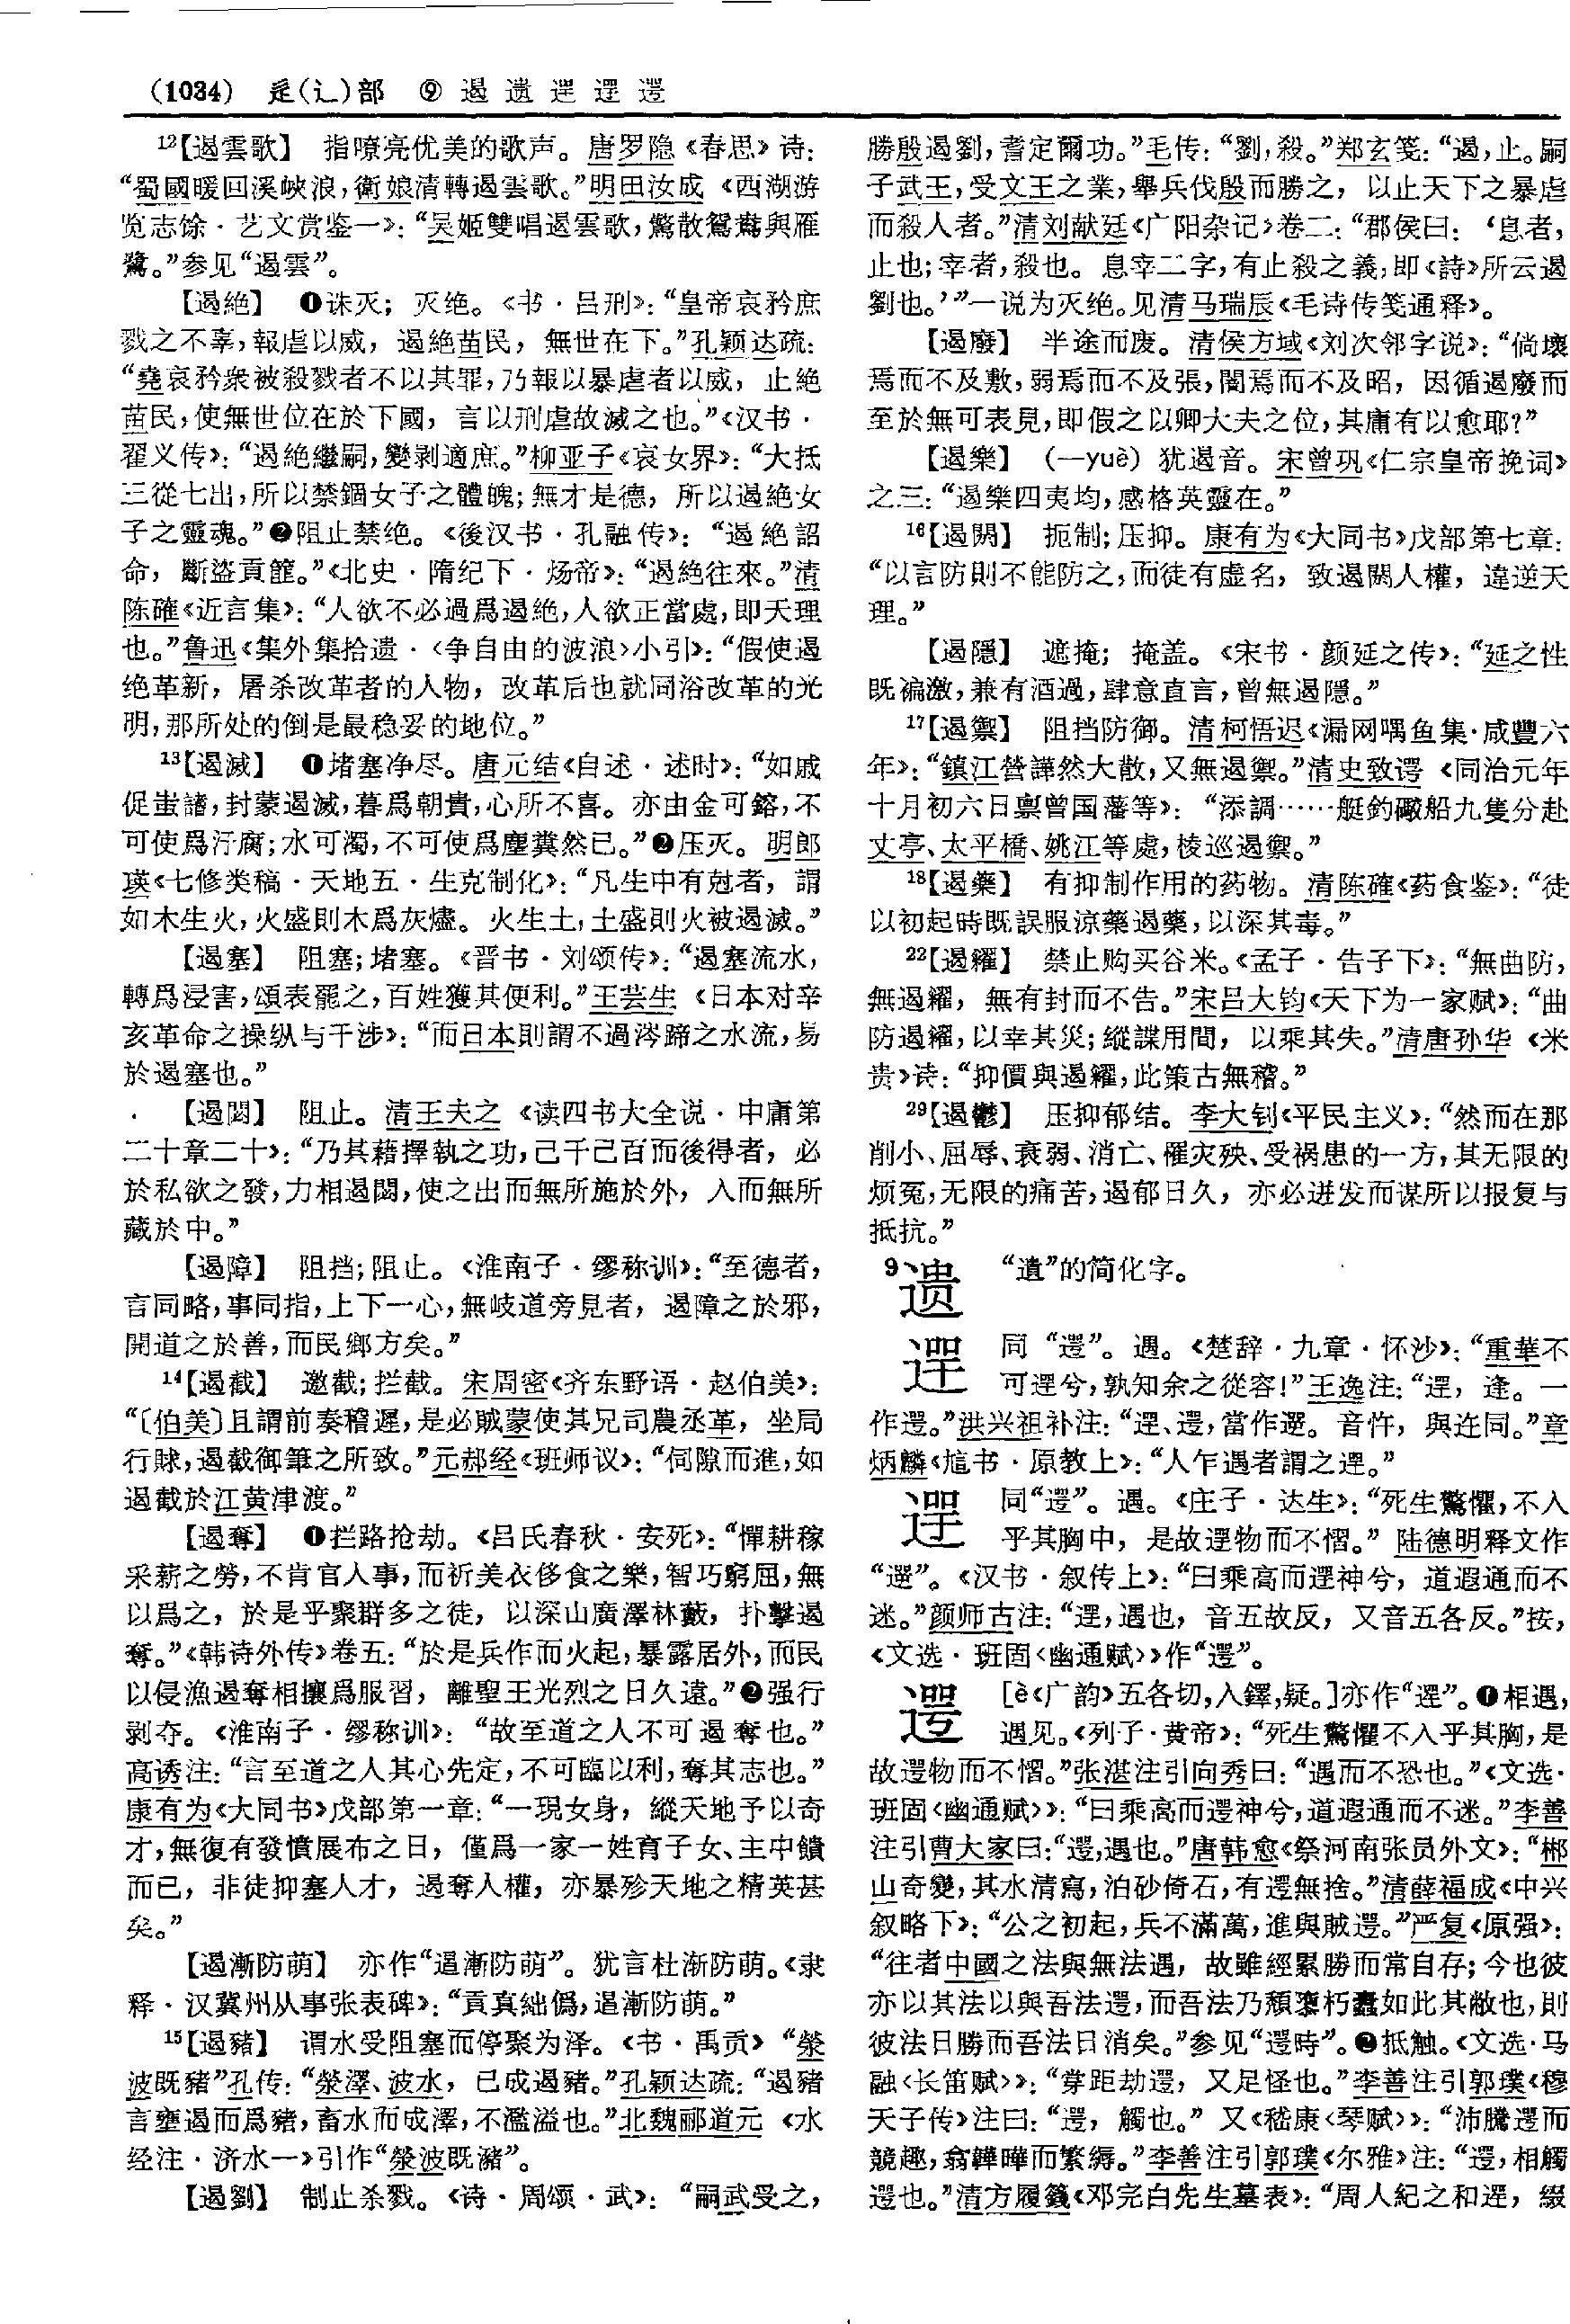 (1034) 辵(辶)部 ⑨ 遏 遗 遻 遌 遻
12【遏雲歌】 指嘹亮优美的歌声。唐罗隐《春思》诗:
“蜀國暖回溪峽浪,衛娘清轉遏雲歌。”明田汝成《西湖游
览志馀·艺文赏鉴一》:“吴姬雙唱遏雲歌,驚散鴛鴦與雁
鷺。”参见“遏雲”。
【遏絶】 ❶诛灭;灭绝。《书·吕刑》:“皇帝哀矜庶
戮之不辜,報虐以威,遏絶苗民,無世在下。”孔颖达疏:
“堯哀矜衆被殺戮者不以其罪,乃報以暴虐者以威,止絶
苗民,使無世位在於下國,言以刑虐故滅之也。”《汉书·
翟义传》:“遏絶繼嗣,變剥適庶。”柳亚子《哀女界》:“大抵
三從七出,所以禁錮女子之體魄;無才是德,所以遏絶女
子之靈魂。”❷阻止禁绝。《後汉书·孔融传》:“遏絶詔
命,斷盜貢篚。”《北史·隋纪下·炀帝》:“遏絶往來。”清
陈確《近言集》:“人欲不必過爲遏絶,人欲正當處,即天理
也。”鲁迅《集外集拾遗·〈争自由的波浪〉小引》:“假使遏
绝革新,屠杀改革者的人物,改革后也就同浴改革的光
明,那所处的倒是最稳妥的地位。”
13【遏滅】 ❶堵塞净尽。唐元结《自述·述时》:“如戚
促蚩諸,封蒙遏滅,暮爲朝貴,心所不喜。亦由金可鎔,不
可使爲汙腐;水可濁,不可使爲塵糞然已。”❷压灭。明郎
瑛《七修类稿·天地五·生克制化》:“凡生中有尅者,謂
如木生火,火盛則木爲灰燼。火生土,土盛則火被遏滅。”
【遏塞】 阻塞;堵塞。《晋书·刘颂传》:“遏塞流水,
轉爲浸害,頌表罷之,百姓獲其便利。”王芸生《日本对辛
亥革命之操纵与干涉》:“而日本則謂不過涔蹄之水流,易
於遏塞也。”
【遏閟】 阻止。清王夫之《读四书大全说·中庸第
二十章二十》:“乃其藉擇執之功,己千己百而後得者,必
於私欲之發,力相遏閟,使之出而無所施於外,入而無所
藏於中。”
【遏障】 阻挡;阻止。《淮南子·缪称训》:“至德者,
言同略,事同指,上下一心,無岐道旁見者,遏障之於邪,
開道之於善,而民鄉方矣。”
14【遏截】 邀截;拦截。宋周密《齐东野语·赵伯美》:
“〔伯美〕且謂前奏稽遲,是必賊蒙使其兄司農丞革,坐局
行賕,遏截御筆之所致。”元郝经《班师议》:“伺隙而進,如
遏截於江黄津渡。”
【遏奪】 ❶拦路抢劫。《吕氏春秋·安死》:“憚耕稼
采薪之勞,不肯官人事,而祈美衣侈食之樂,智巧窮屈,無
以爲之,於是乎聚羣多之徒,以深山廣澤林藪,扑擊遏
奪。”《韩诗外传》卷五:“於是兵作而火起,暴露居外,而民
以侵漁遏奪相攘爲服習,離聖王光烈之日久遠。”❷强行
剥夺。《淮南子·缪称训》:“故至道之人不可遏奪也。”
高诱注:“言至道之人其心先定,不可臨以利,奪其志也。”
康有为《大同书》戊部第一章:“一現女身,縱天地予以奇
才,無復有發憤展布之日,僅爲一家一姓育子女、主中饋
而已,非徒抑塞人才,遏奪人權,亦暴殄天地之精英甚
矣。”
【遏漸防萌】 亦作“遏漸防萌”。犹言杜渐防萌。《隶
释·汉冀州从事张表碑》:“貢真絀僞,遏漸防萌。”
15【遏豬】 谓水受阻塞而停聚为泽。《书·禹贡》“滎
波既豬”孔传:“滎澤、波水,已成遏豬。”孔颖达疏:“遏豬
言壅遏而爲豬,畜水而成澤,不濫溢也。”北魏郦道元《水
经注·济水一》引作“滎波既瀦”。
【遏劉】 制止杀戮。《诗·周颂·武》:“嗣武受之,
勝殷遏劉,耆定爾功。”毛传:“劉,殺。”郑玄笺:“遏,止。嗣
子武王,受文王之業,舉兵伐殷而勝之,以止天下之暴虐
而殺人者。”清刘献廷《广阳杂记》卷二:“郡侯曰:‘息者,
止也;宰者,殺也。息宰二字,有止殺之義,即《詩》所云遏
劉也。’”一说为灭绝。见清马瑞辰《毛诗传笺通释》。
【遏廢】 半途而废。清侯方域《刘次邻字说》:“倘壞
焉而不及敷,弱焉而不及張,闇焉而不及昭,因循遏廢而
至於無可表見,即假之以卿大夫之位,其庸有以愈耶?”
【遏樂】 (—yuè)犹遏音。宋曾巩《仁宗皇帝挽词》
之三:“遏樂四夷均,感格英靈在。”
16【遏閼】 扼制;压抑。康有为《大同书》戊部第七章:
“以言防則不能防之,而徒有虚名,致遏閼人權,違逆天
理。”
【遏隱】 遮掩;掩盖。《宋书·颜延之传》:“延之性
既褊激,兼有酒過,肆意直言,曾無遏隱。”
17【遏禦】 阻挡防御。清柯悟迟《漏网喁鱼集·咸豐六
年》:“鎮江營譁然大散,又無遏禦。”清史致谔《同治元年
十月初六日禀曾国藩等》:“添調……艇釣礮船九隻分赴
丈亭、太平橋、姚江等處,梭巡遏禦。”
18【遏藥】 有抑制作用的药物。清陈確《药食鉴》:“徒
以初起時既誤服涼藥遏藥,以深其毒。”
22【遏糴】 禁止购买谷米。《孟子·告子下》:“無曲防,
無遏糴,無有封而不告。”宋吕大钧《天下为一家赋》:“曲
防遏糴,以幸其災;縱諜用間,以乘其失。”清唐孙华《米
贵》诗:“抑價與遏糴,此策古無稽。”
29【遏鬱】 压抑郁结。李大钊《平民主义》:“然而在那
削小、屈辱、衰弱、消亡、罹灾殃、受祸患的一方,其无限的
烦冤,无限的痛苦,遏郁日久,亦必迸发而谋所以报复与
抵抗。”
9遗 “遺”的简化字。
同“遻”。遇。《楚辞·九章·怀沙》:“重華不
可遌兮,孰知余之從容!”王逸注:“遌,逢。一
作遻。”洪兴祖补注:“遌、遻,當作遻。音忤,與迕同。”章
炳麟《訄书·原教上》:“人乍遇者謂之遌。”
遌 同“遻”。遇。《庄子·达生》:“死生驚懼,不入
乎其胸中,是故遌物而不慴。”陆德明释文作
“遻”。《汉书·叙传上》:“曰乘高而遌神兮,道遐通而不
迷。”颜师古注:“遌,遇也,音五故反,又音五各反。”按,
《文选·班固〈幽通赋〉》作“遻”。
遻 [è《广韵》五各切,入鐸,疑。]亦作“遌”。❶相遇,
遇见。《列子·黄帝》:“死生驚懼不入乎其胸,是
故遻物而不慴。”张湛注引向秀曰:“遇而不恐也。”《文选·
班固〈幽通赋〉》:“曰乘高而遻神兮,道遐通而不迷。”李善
注引曹大家曰:“遻,遇也。”唐韩愈《祭河南张员外文》:“郴
山奇變,其水清寫,泊砂倚石,有遻無捨。”清薛福成《中兴
叙略下》:“公之初起,兵不滿萬,進與賊遻。”严复《原强》:
“往者中國之法與無法遇,故雖經累勝而常自存;今也彼
亦以其法以與吾法遻,而吾法乃頹隳朽蠹如此其敝也,則
彼法日勝而吾法日消矣。”参见“遻時”。❷抵触。《文选·马
融〈长笛赋〉》:“掌距劫遻,又足怪也。”李善注引郭璞《穆
天子传》注曰:“遻,觸也。”又《嵇康〈琴赋〉》:“沛騰遻而
競趣,翕韡曄而繁縟。”李善注引郭璞《尔雅》注:“遻,相觸
遻也。”清方履籛《邓完白先生墓表》:“周人紀之和遌,綴